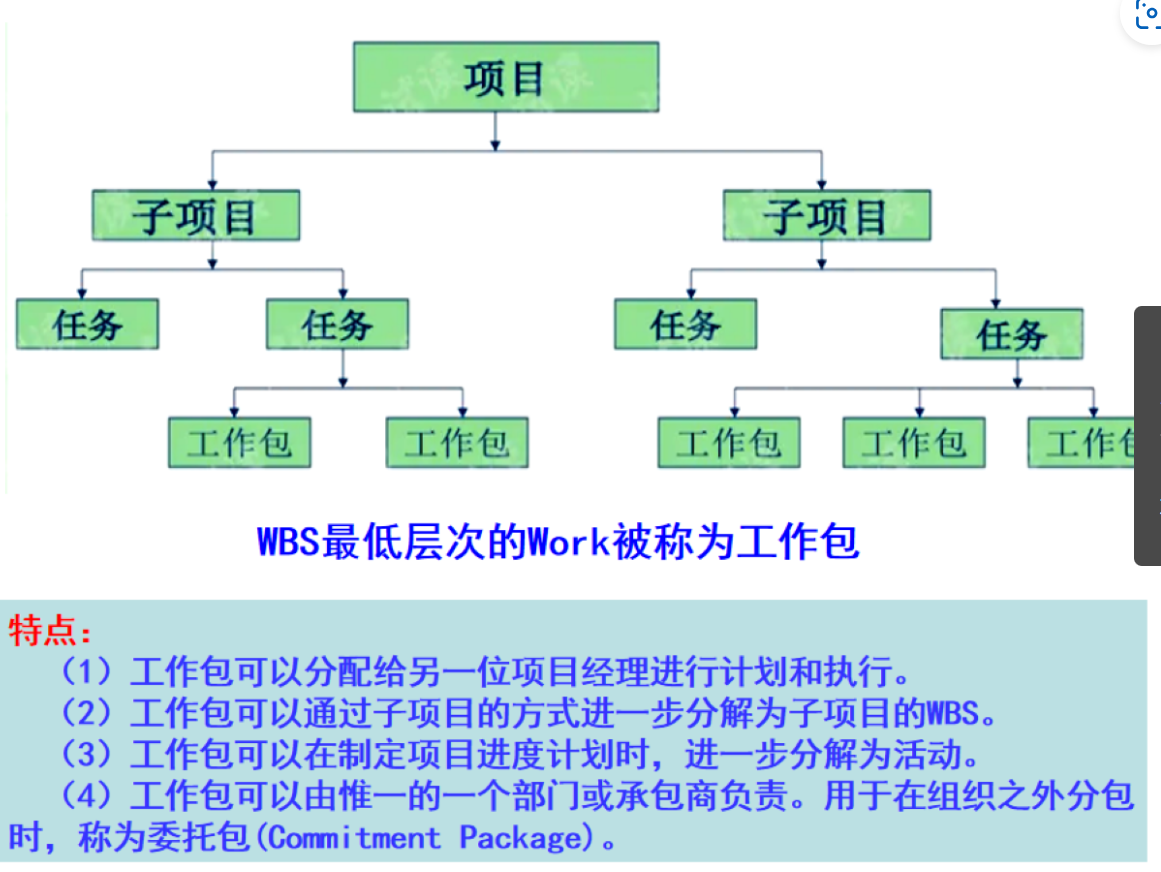 项目
子项目 子项目
任务 任务 任务 任务
工作包 工作包 工作包 工作包 工作
WBS最低层次的Work被称为工作包
特点：
（1）工作包可以分配给另一位项目经理进行计划和执行。
（2）工作包可以通过子项目的方式进一步分解为子项目的WBS。
（3）工作包可以在制定项目进度计划时，进一步分解为活动。
（4）工作包可以由惟一的一个部门或承包商负责。用于在组织之外分包
时，称为委托包(Commitment Package)。